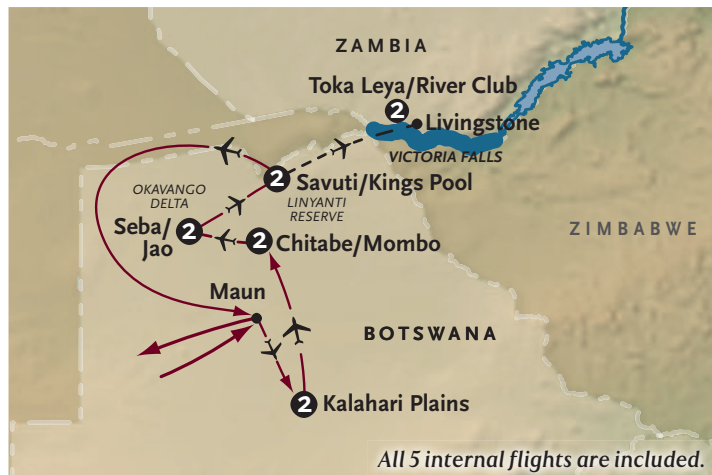 ZAMBIA
Toka Leya/River Club
2
Livingstone
VICTORIA FALLS
2
Savuti/Kings Pool
OKAVANGO
DELTA
LINYANTI
RESERVE
Seba/
Jao
2
2
Chitabe/Mombo
ZIMBABWE
Maun
BOTSWANA
2
Kalahari Plains
All 5 internal flights are included.